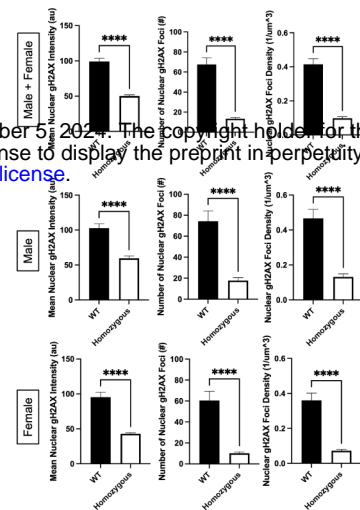 Male + Female
Mean Nuclear gH2AX Intensity (au)
150
100
50
****
WT
Homozygous
Number of Nuclear gH2AX Foci (#)
100
80
60
40
20
0
****
WT
Homozygous
Nuclear gH2AX Foci Density (1/um^3)
0.6
0.4
0.2
****
WT
Homozygous
ber 5, 2024. The copyright holder for th
nse to display the preprint in perpetuity
license.
Male
Mean Nuclear gH2AX Intensity (au)
150
100
50
0
****
WT
Homozygous
Number of Nuclear gH2AX Foci (#)
100
80
60
40
20
0
****
WT
Homozygous
Nuclear gH2AX Foci Density (1/um^3)
0.6
0.4
0.2
0.0
****
WT
Homozygous
Female
Mean Nuclear gH2AX Intensity (au)
150
100
50
0
****
WT
Homozygous
Number of Nuclear gH2AX Foci (#)
100
80
60
40
20
0
****
WT
Homozygous
Nuclear gH2AX Foci Density (1/um^3)
0.6
0.4
0.2
0.0
****
WT
Homozygous